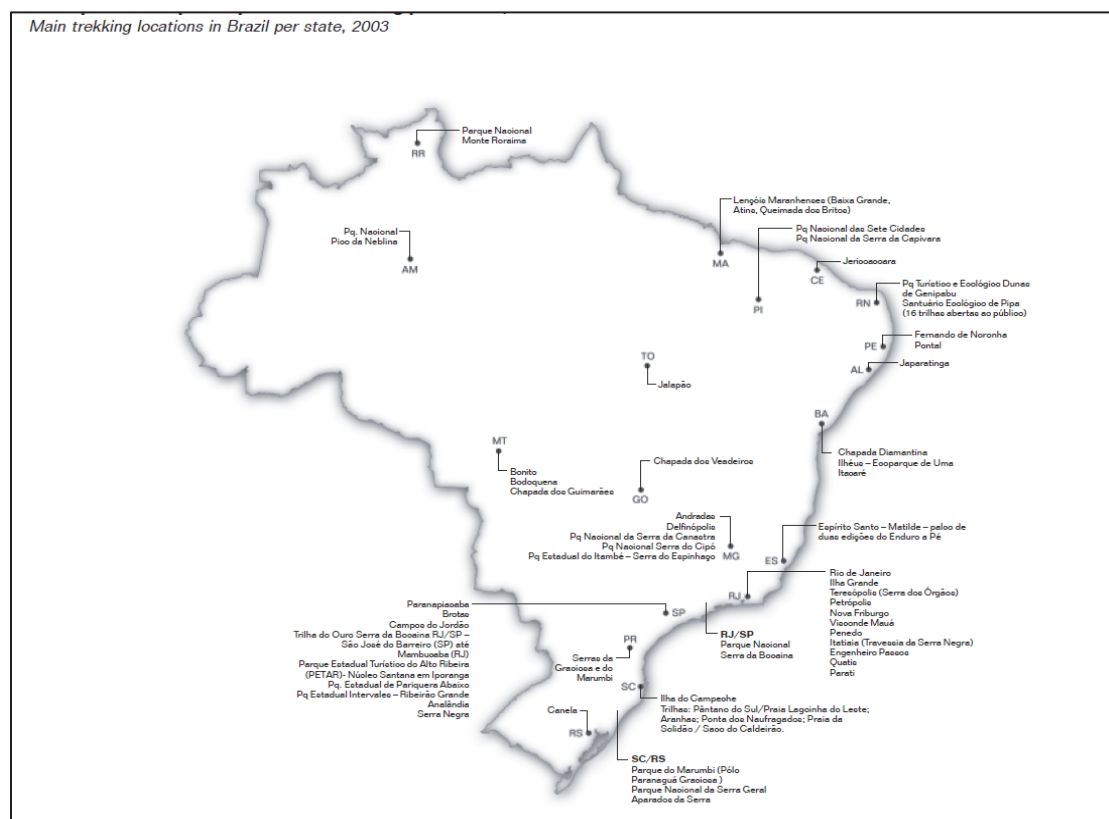 Main trekking locations in Brazil per state, 2003
Parque Nacional
Monte Roraima
RR
Pq. Nacional
Pico da Neblina
AM
Lençóis Maranhenses (Baixa Grande,
Atins, Queimada dos Britos)
MA
Pq Nacional das Sete Cidades
Pq Nacional da Serra da Capivara
PI
Jericoacoara
CE
Pq Turístico e Ecológico Dunas
de Genipabu
Santuário Ecológico de Pipa
(16 trilhas abertas ao público)
RN
Fernando de Noronha
Pontal
PE
Japaratinga
AL
TO
Jalapão
BA
Chapada Diamantina
Ilhéus – Ecoparque de Uma
Itacaré
MT
Bonito
Bodoquena
Chapada dos Guimarães
Chapada dos Veadeiros
GO
Andradas
Delfinópolis
Pq Nacional da Serra da Canastra
Pq Nacional Serra do Cipó
Pq Estadual do Itambé – Serra do Espinhaço
MG
Espírito Santo – Matilde – palco de
duas edições do Enduro a Pé
ES
RJ
Rio de Janeiro
Ilha Grande
Teresópolis (Serra dos Órgãos)
Petrópolis
Nova Friburgo
Visconde Mauá
Penedo
Itatiaia (Travessia da Serra Negra)
Engenheiro Passos
Quatis
Parati
Paranapiacaba
Brotas
Campos do Jordão
Trilha do Ouro Serra da Bocaina RJ/SP –
São José do Barreiro (SP) até
Mambucaba (RJ)
Parque Estadual Turístico do Alto Ribeira
(PETAR)- Núcleo Santana em Iporanga
Pq. Estadual de Pariquera Abaixo
Pq Estadual Intervales – Ribeirão Grande
Analândia
Serra Negra
SP
RJ/SP
Parque Nacional
Serra da Bocaina
PR
Serras da
Graciosa e do
Marumbi
SC
Ilha do Campeche
Trilhas: Pântano do Sul/Praia Lagoinha do Leste;
Aranhas; Ponta dos Naufragados; Praia da
Solidão / Saco do Caldeirão.
Canela
RS
SC/RS
Parque do Marumbi (Pólo
Paranaguá Graciosa )
Parque Nacional da Serra Geral
Aparados da Serra